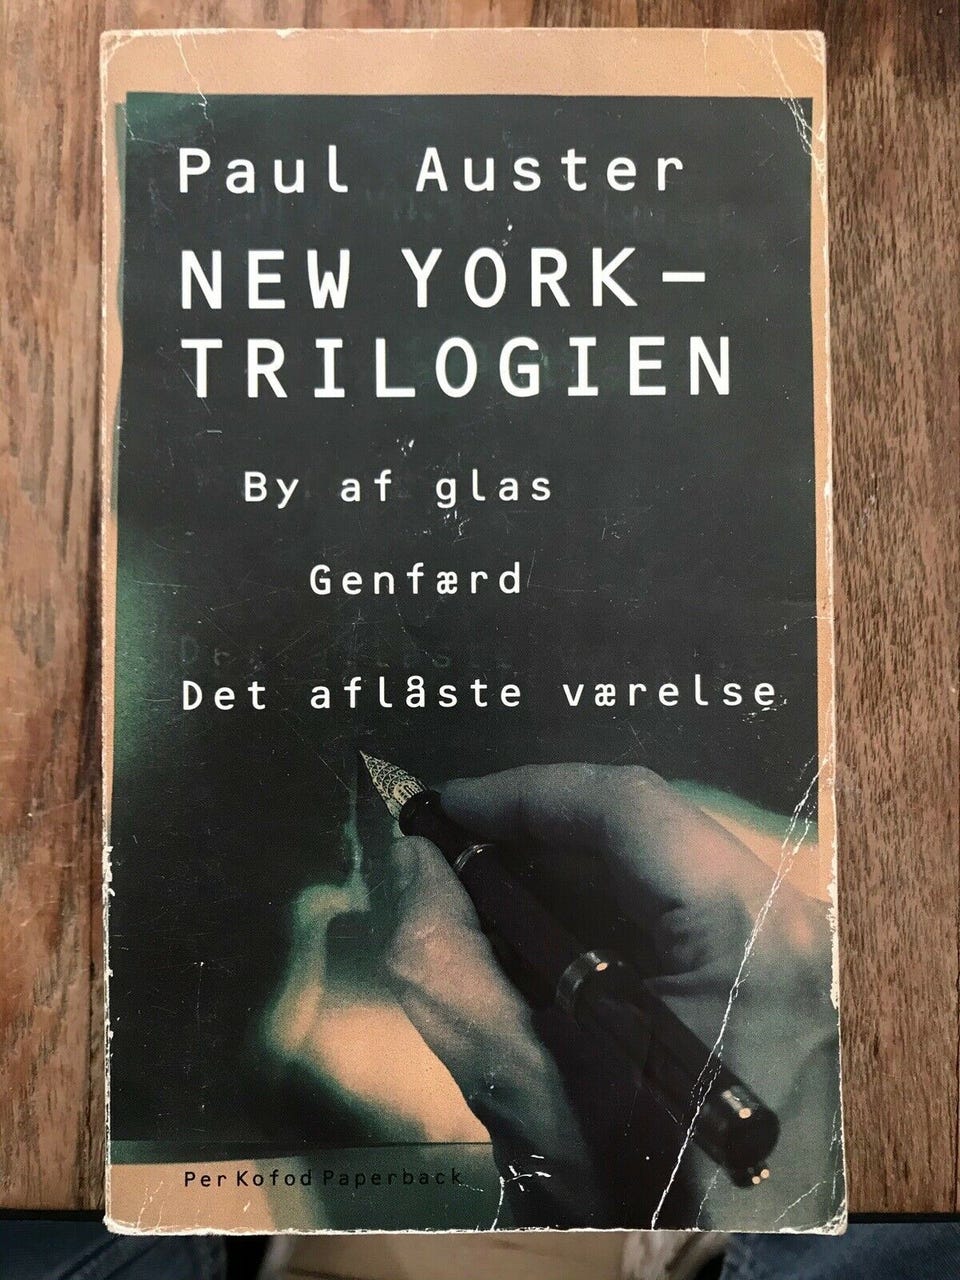 Paul Auster
NEW YORK-
TRILOGIEN
By af glas
Genfærd
Det aflåste værelse
Per Kofod Paperback